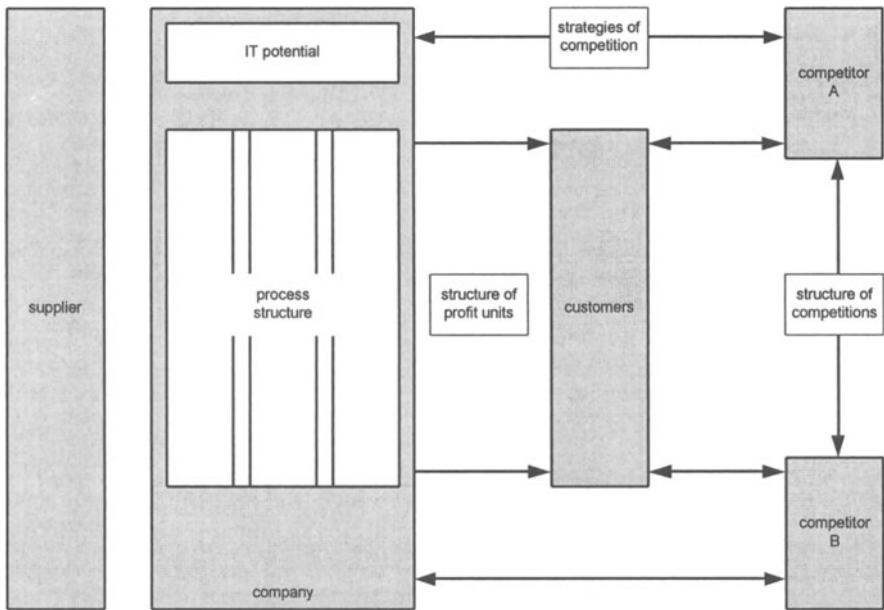 IT potential
strategies of
competition
competitor
A
supplier
process
structure
structure of
profit units
customers
structure of
competitions
competitor
B
company